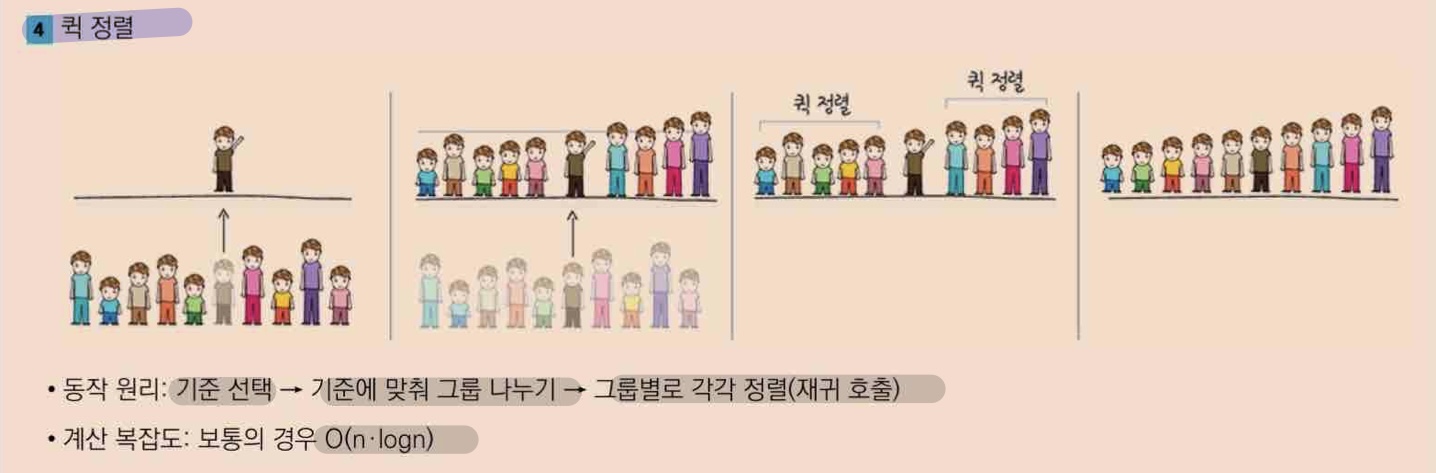 4 퀵 정렬
퀵 정렬
퀵 정렬
• 동작 원리: 기준 선택 → 기준에 맞춰 그룹 나누기 → 그룹별로 각각 정렬(재귀 호출)
• 계산 복잡도: 보통의 경우 O(n·logn)